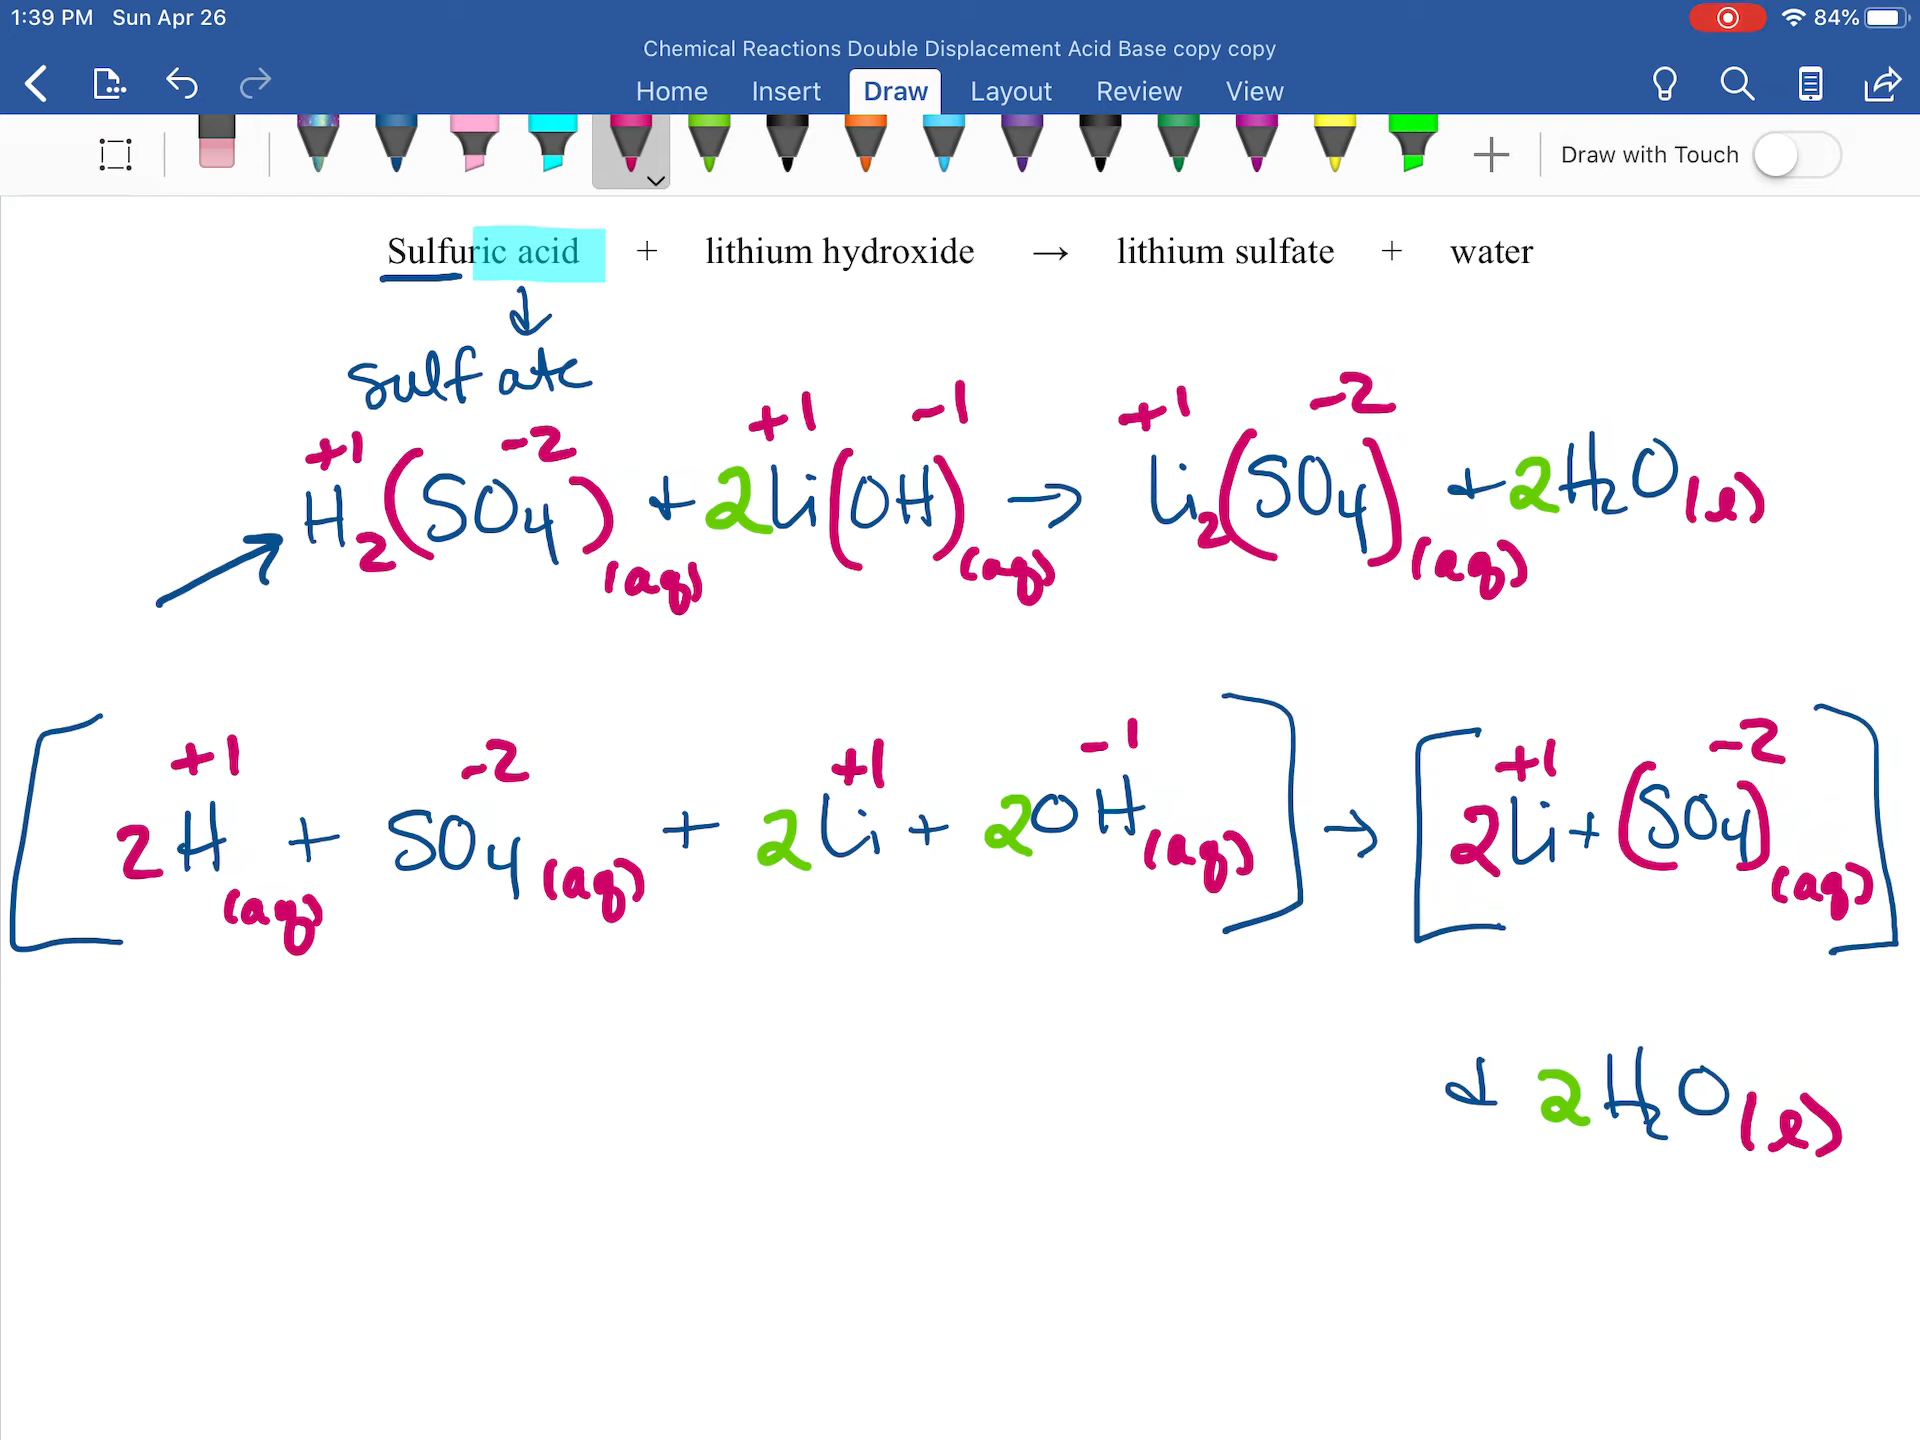 1:39 PM Sun Apr 26 84%
Chemical Reactions Double Displacement Acid Base copy copy
Home Insert Draw Layout Review View
Draw with Touch
Sulfuric acid + lithium hydroxide → lithium sulfate + water
sulfate
+1 -2 +1 -1 +1 -2
H2(SO4)(aq) + 2Li(OH)(aq) → Li2(SO4)(aq) + 2H2O(l)
+1 -2 +1 -1 +1 -2
[2H(aq) + SO4(aq) + 2Li + 2OH(aq)] → [2Li + (SO4)(aq)]
+ 2H2O(l)